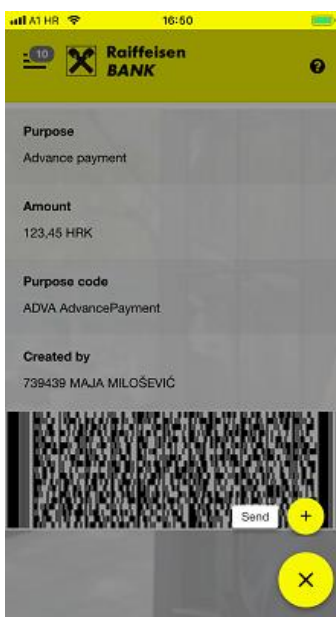 A1 HR 16:50
10
Raiffeisen
BANK
?
Purpose
Advance payment
Amount
123,45 HRK
Purpose code
ADVA AdvancePayment
Created by
739439 MAJA MILOŠEVIĆ
Send +